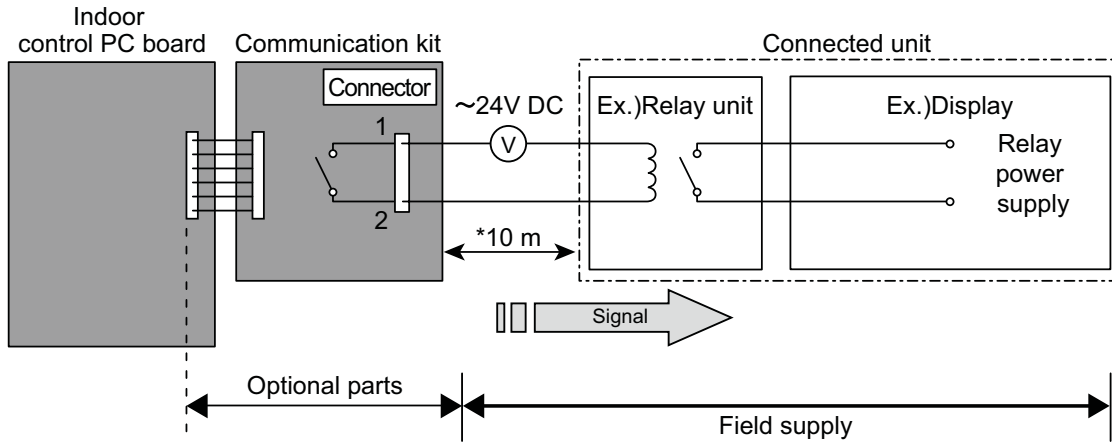 Indoor
control PC board
Communication kit
Connected unit
Connector
1
2
~24V DC
V
Ex.)Relay unit
Ex.)Display
Relay
power
supply
*10 m
Signal
Optional parts
Field supply